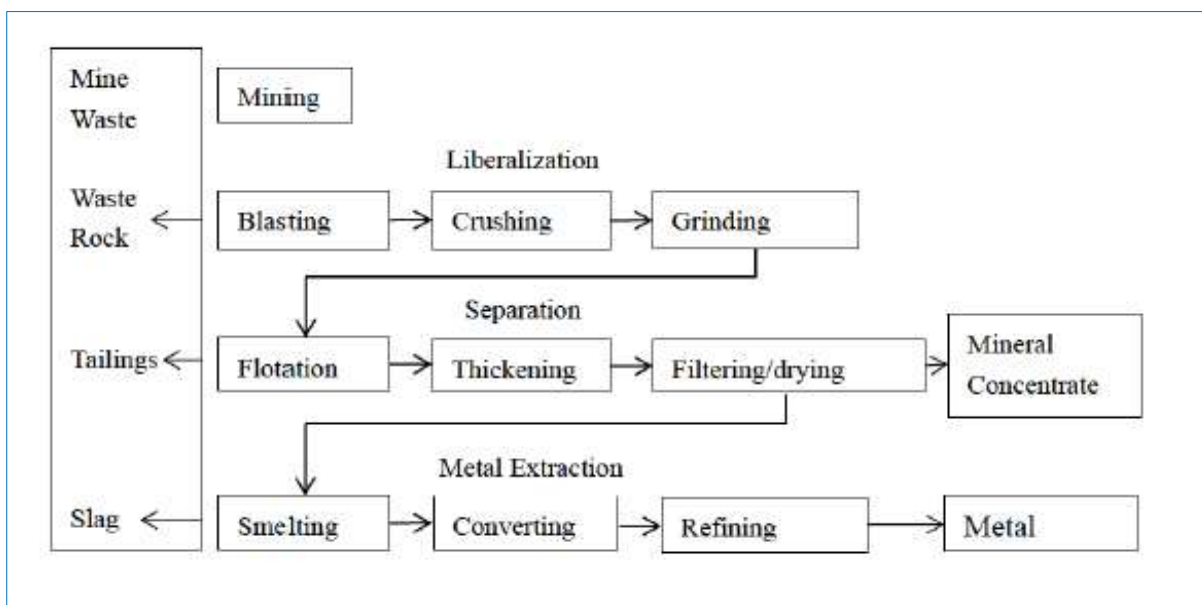 Mine
Waste
Mining
Liberalization
Waste
Rock
Blasting
Crushing
Grinding
Separation
Tailings
Flotation
Thickening
Filtering/drying
Mineral
Concentrate
Metal Extraction
Slag
Smelting
Converting
Refining
Metal